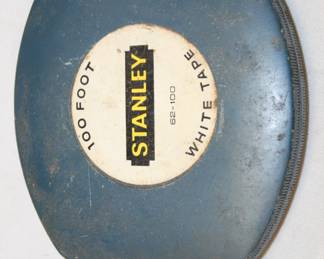 100 FOOT
STANLEY
62-100
WHITE TAPE